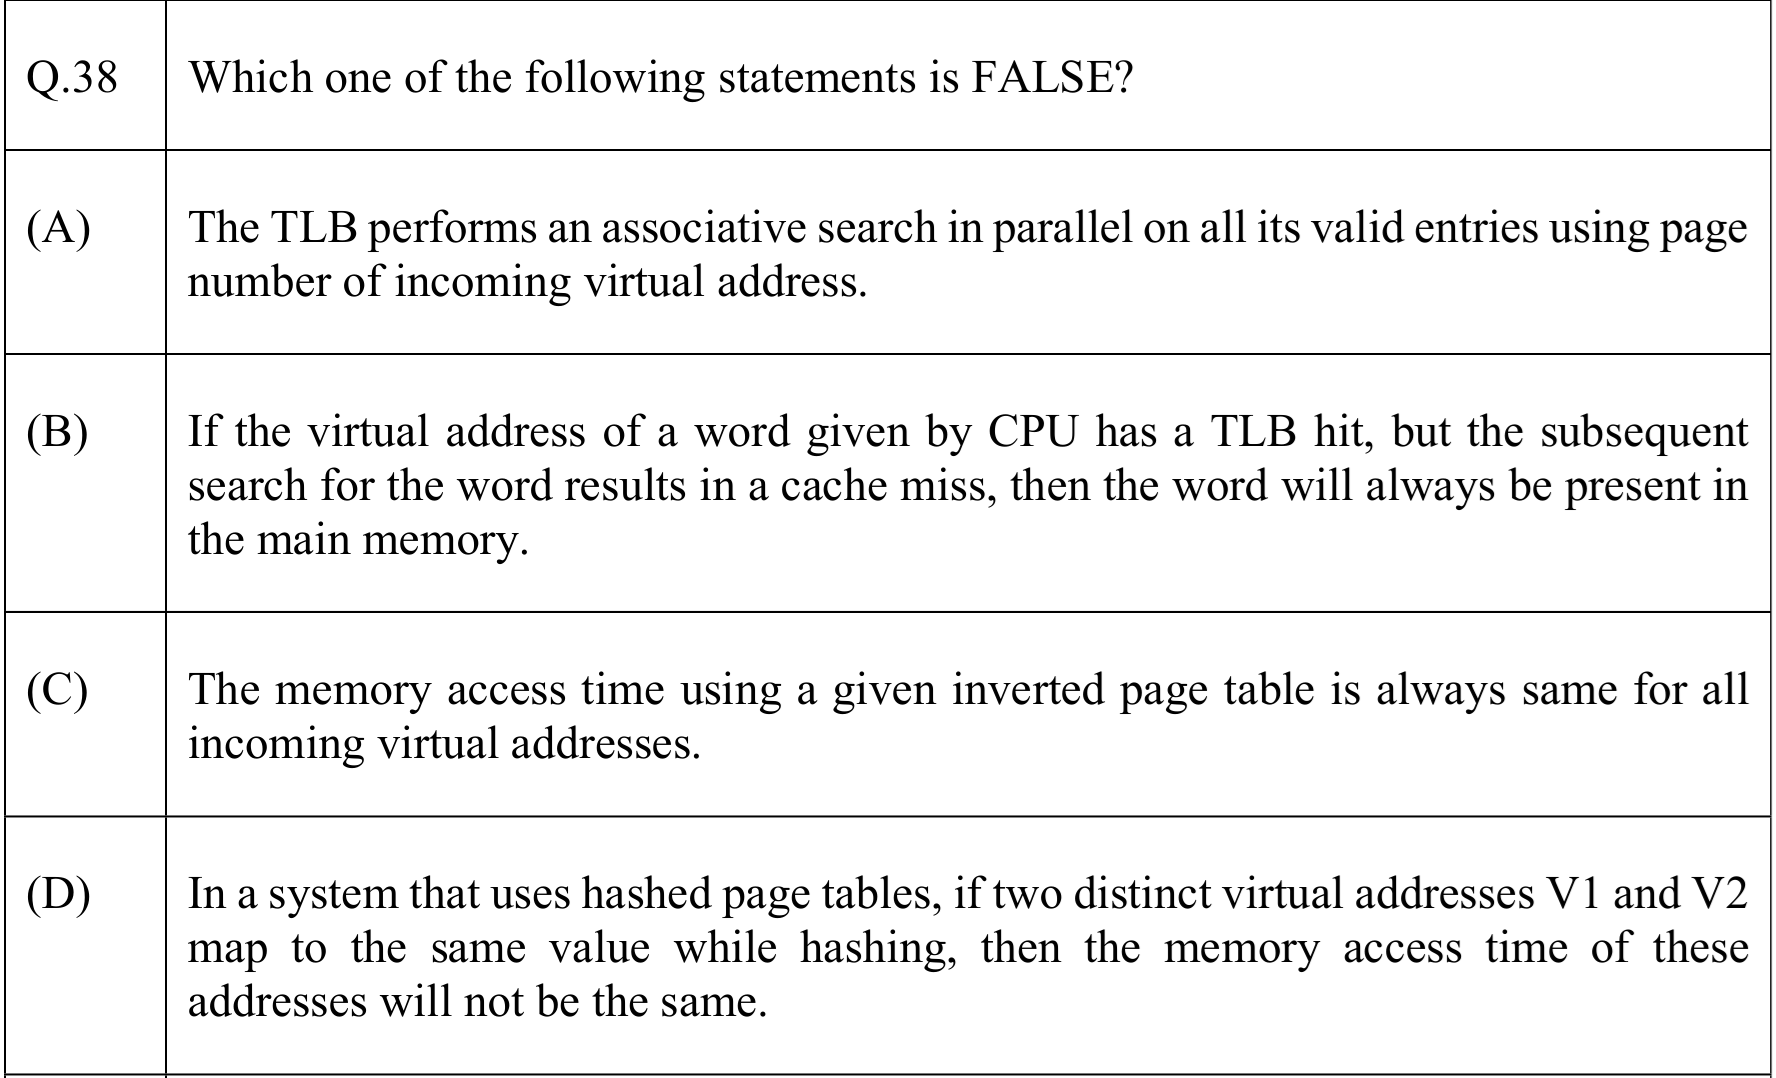 Q.38 Which one of the following statements is FALSE?
(A) The TLB performs an associative search in parallel on all its valid entries using page
number of incoming virtual address.
(B) If the virtual address of a word given by CPU has a TLB hit, but the subsequent
search for the word results in a cache miss, then the word will always be present in
the main memory.
(C) The memory access time using a given inverted page table is always same for all
incoming virtual addresses.
(D) In a system that uses hashed page tables, if two distinct virtual addresses V1 and V2
map to the same value while hashing, then the memory access time of these
addresses will not be the same.